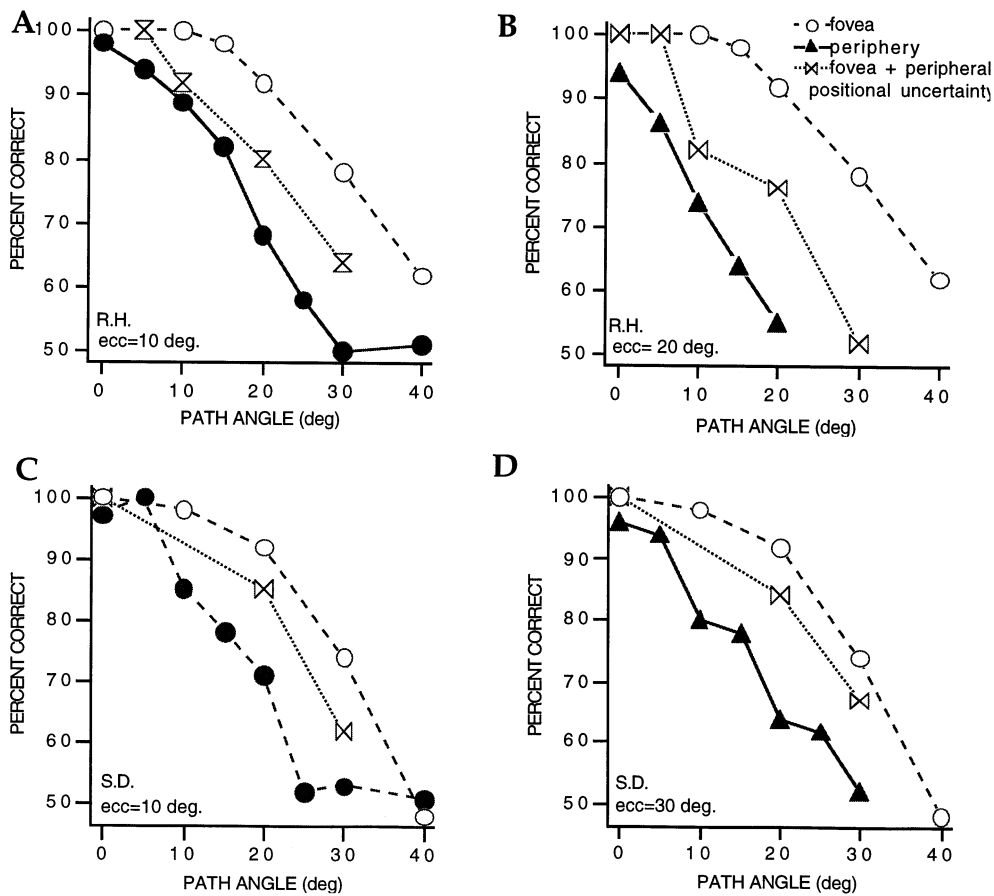 A
100
90
80
70
60
50
PERCENT CORRECT
R.H.
ecc=10 deg.
0 10 20 30 40
PATH ANGLE (deg)
B
fovea
periphery
fovea + peripheral
positional uncertainty
100
90
80
70
60
50
PERCENT CORRECT
R.H.
ecc= 20 deg.
0 10 20 30 40
PATH ANGLE (deg)
C
100
90
80
70
60
50
PERCENT CORRECT
S.D.
ecc=10 deg.
0 10 20 30 40
PATH ANGLE (deg)
D
100
90
80
70
60
50
PERCENT CORRECT
S.D.
ecc=30 deg.
0 10 20 30 40
PATH ANGLE (deg)